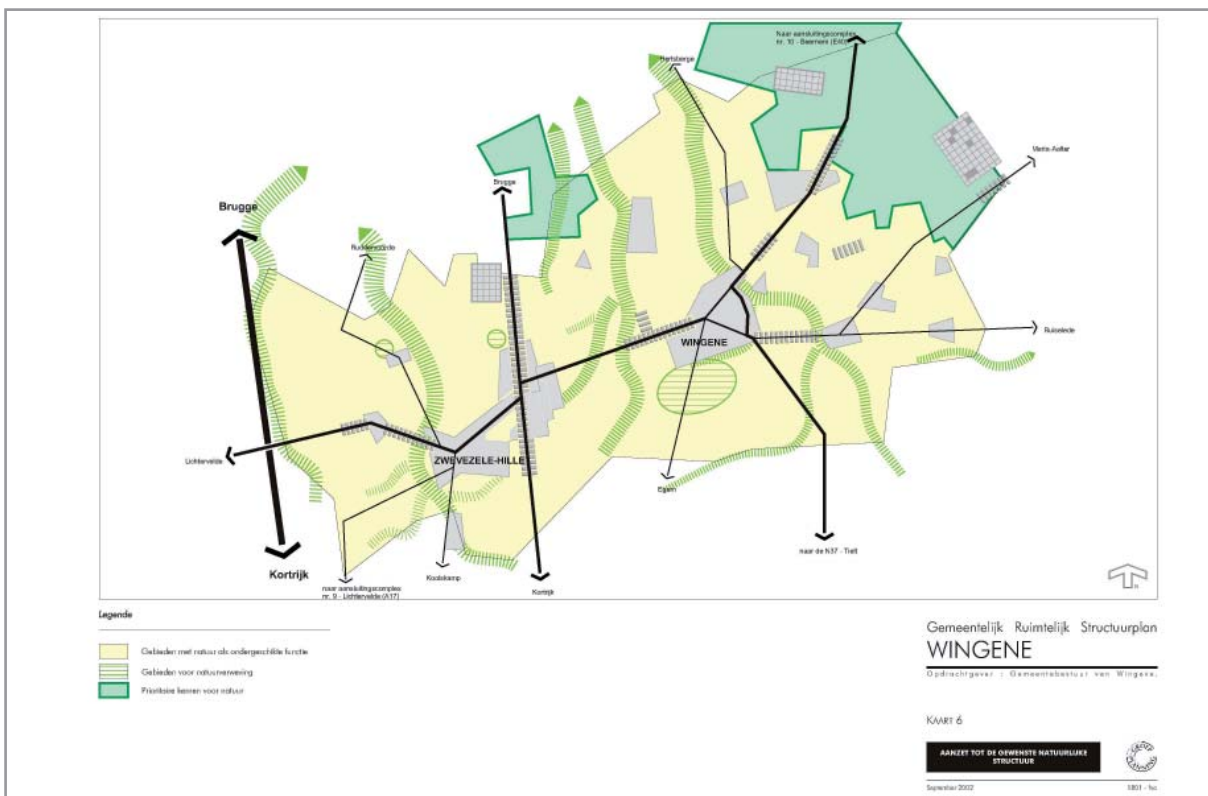 Naar aansluitingscomplex
nr. 10 - Beernem (E40)
Hertsberge
Maria-Aalter
Brugge
Brugge
Ruddervoorde
Ruiselede
WINGENE
ZWEVEZELE-HILLE
Lichtervelde
Egem
naar de N37 - Tielt
Kortrijk
Koolskamp
naar aansluitingscomplex
nr. 9 - Lichtervelde (A17)
Kortrijk
Legende
Gebieden met natuur als ondergeschikte functie
Gebieden voor natuurverweving
Prioritaire kernen voor natuur
Gemeentelijk Ruimtelijk Structuurplan
WINGENE
Opdrachtgever : Gemeentebestuur van Wingene.
KAART 6
AANZET TOT DE GEWENSTE NATUURLIJKE
STRUCTUUR
GROEP
PLANNING
September 2002